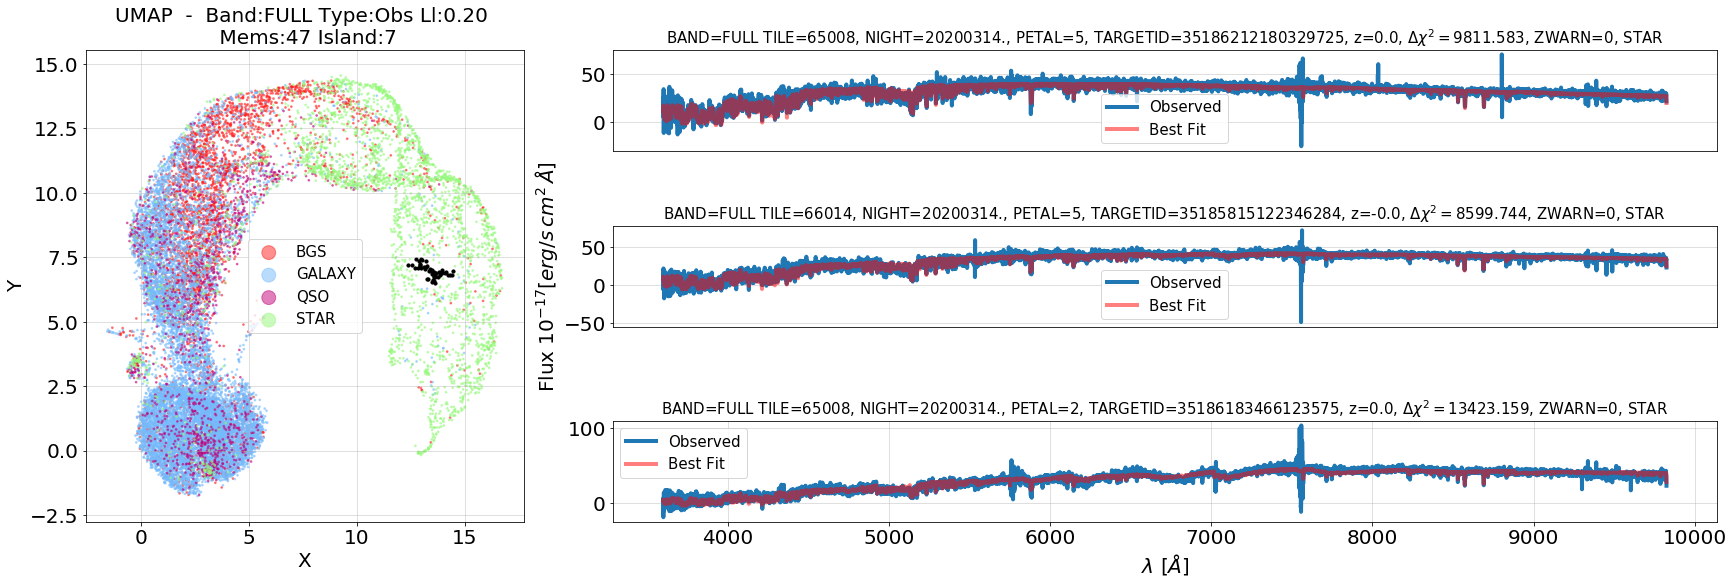 UMAP - Band:FULL Type:Obs Ll:0.20
Mems:47 Island:7
15.0
12.5
10.0
7.5
5.0
2.5
0.0
−2.5
Y
0 5 10 15
X
BGS
GALAXY
QSO
STAR
Flux 10^{−17}[erg/s cm^2 Å]
BAND=FULL TILE=65008, NIGHT=20200314., PETAL=5, TARGETID=35186212180329725, z=0.0, Δχ² = 9811.583, ZWARN=0, STAR
50
0
Observed
Best Fit
BAND=FULL TILE=66014, NIGHT=20200314., PETAL=5, TARGETID=35185815122346284, z=-0.0, Δχ² = 8599.744, ZWARN=0, STAR
50
0
−50
Observed
Best Fit
BAND=FULL TILE=65008, NIGHT=20200314., PETAL=2, TARGETID=35186183466123575, z=0.0, Δχ² = 13423.159, ZWARN=0, STAR
100
0
Observed
Best Fit
4000 5000 6000 7000 8000 9000 10000
λ [Å]